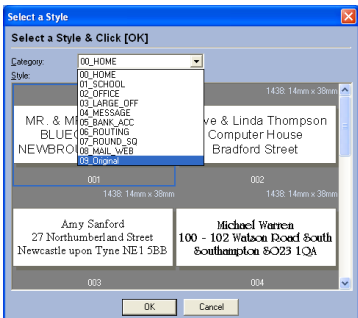 Select a Style
Select a Style & Click [OK]
Category:
00_HOME
Style:
00_HOME
01_SCHOOL
02_OFFICE
03_LARGE_OFF
04_MESSAGE
05_BANK_ACC
06_ROUTING
07_ROUND_SQ
08_MAIL_WEB
09_Original
1438: 14mm x 38mm
MR. & M
BLUE
NEWBRO
ve & Linda Thompson
Computer House
Bradford Street
001
002
1438: 14mm x 38mm
1438: 14mm x 38mm
Amy Sanford
27 Northumberland Street
Newcastle upon Tyne NE1 5BB
Michael Warren
100 - 102 Watson Road South
Southampton SO23 1QA
003
004
OK
Cancel